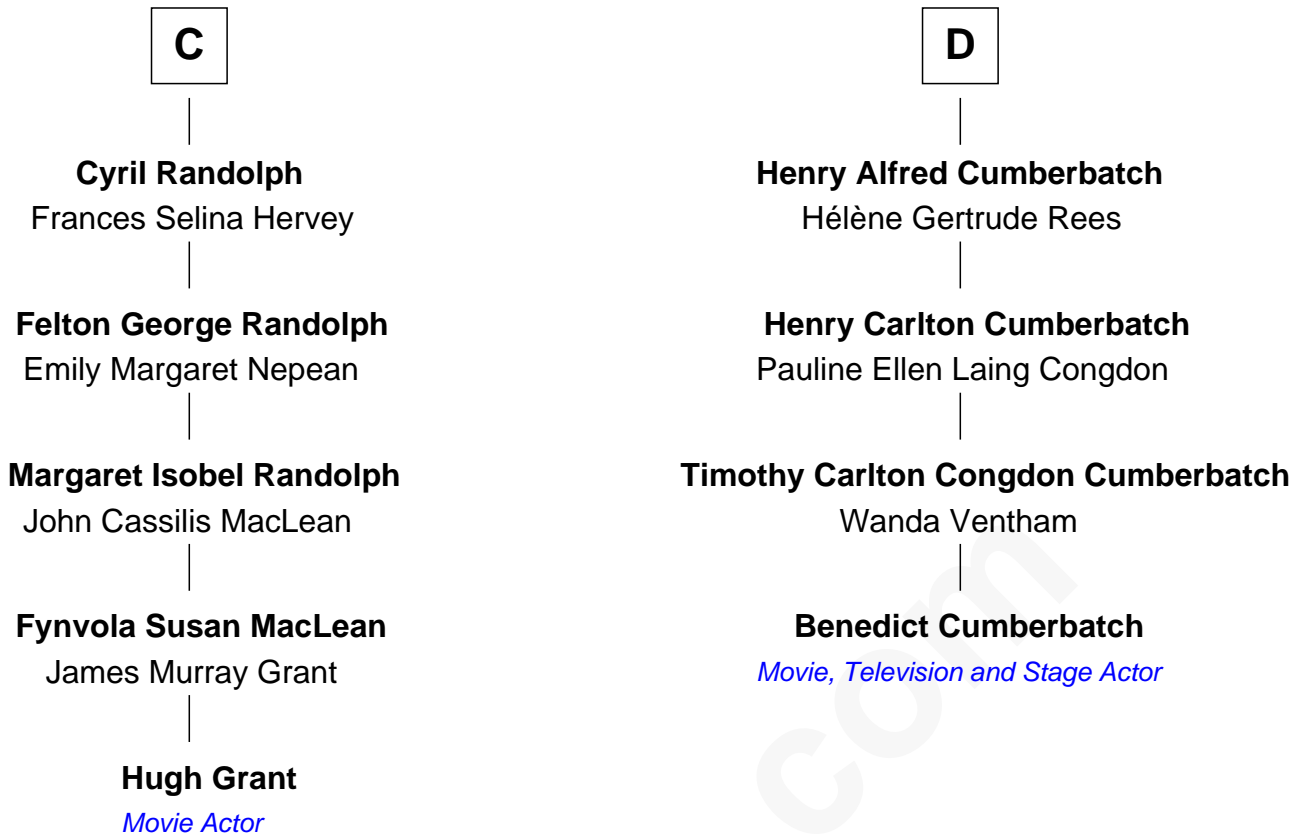 C
Cyril Randolph
Frances Selina Hervey
Felton George Randolph
Emily Margaret Nepean
Margaret Isobel Randolph
John Cassilis MacLean
Fynvola Susan MacLean
James Murray Grant
Hugh Grant
Movie Actor
D
Henry Alfred Cumberbatch
Hélène Gertrude Rees
Henry Carlton Cumberbatch
Pauline Ellen Laing Congdon
Timothy Carlton Congdon Cumberbatch
Wanda Ventham
Benedict Cumberbatch
Movie, Television and Stage Actor
com